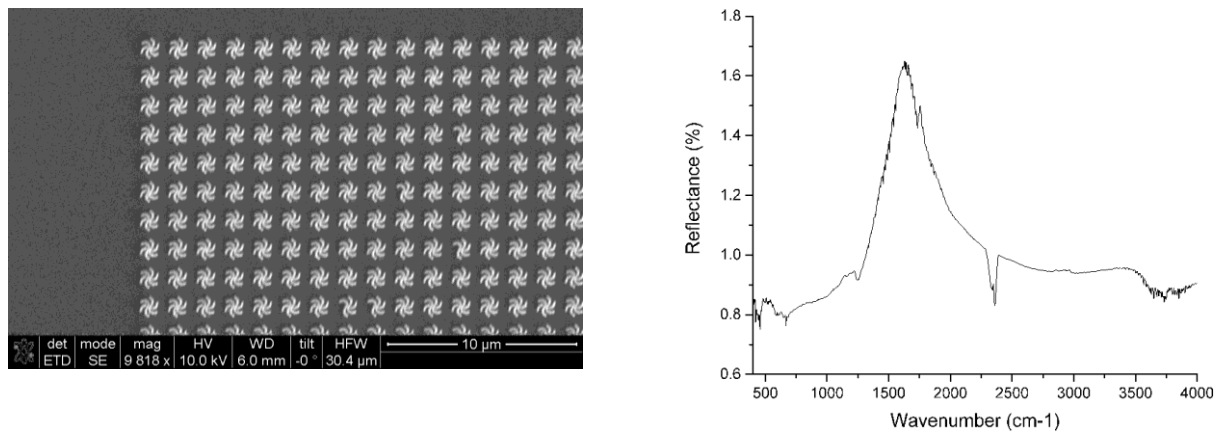 det
mode
mag
HV
WD
tilt
HFW
10 µm
ETD
SE
9 818 x
10.0 kV
6.0 mm
-0 °
30.4 µm
1.8
1.6
1.4
1.2
1.0
0.8
0.6
Reflectance (%)
500
1000
1500
2000
2500
3000
3500
4000
Wavenumber (cm-1)